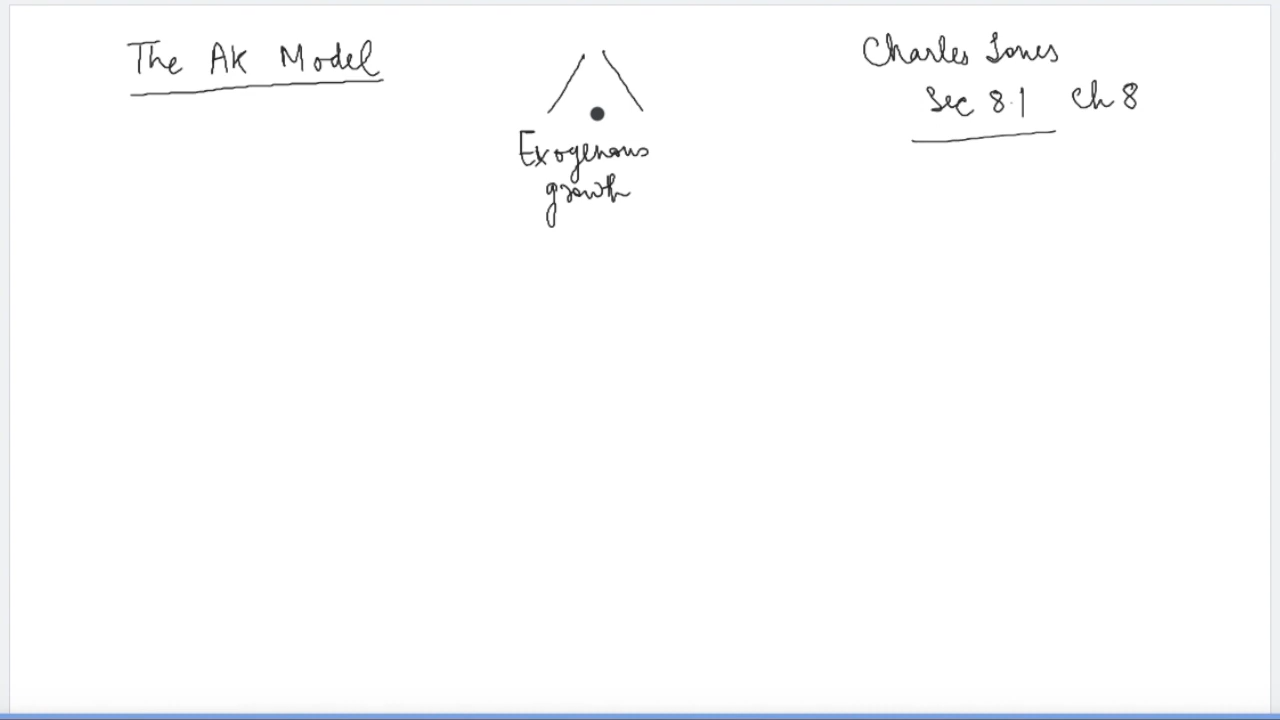 The AK Model
Charles Jones
Sec 8.1 Ch 8
Exogenous
growth